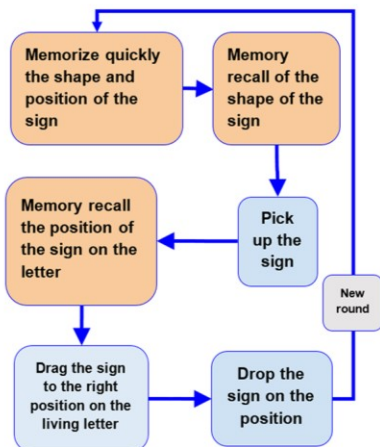 Memorize quickly
the shape and
position of the
sign
Memory
recall of the
shape of the
sign
Pick
up the
sign
Memory recall
the position of
the sign on the
letter
Drag the sign
to the right
position on the
living letter
Drop the
sign on the
position
New
round